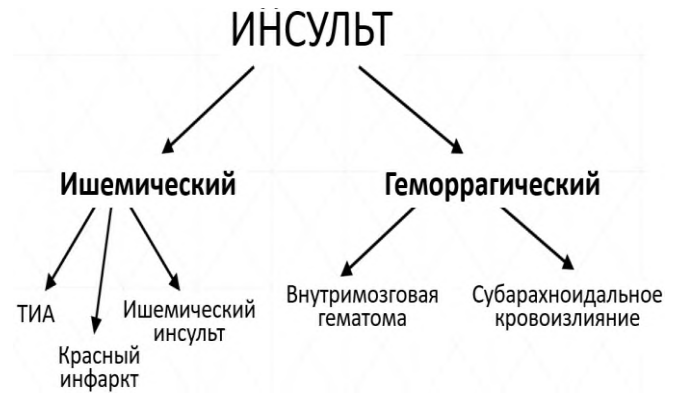 ИНСУЛЬТ
Ишемический
Геморрагический
ТИА
Красный
инфаркт
Ишемический
инсульт
Внутримозговая
гематома
Субарахноидальное
кровоизлияние